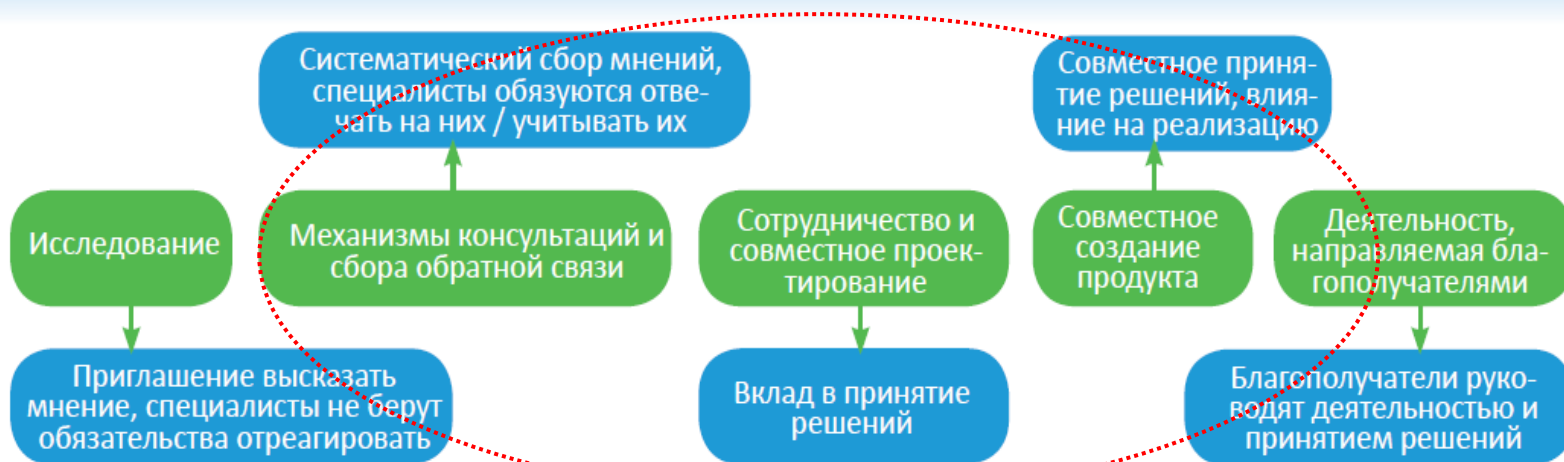 Систематический сбор мнений,
специалисты обязуются отве-
чать на них / учитывать их
Совместное приня-
тие решений, влия-
ние на реализацию
Исследование
Механизмы консультаций и
сбора обратной связи
Сотрудничество и
совместное проек-
тирование
Совместное
создание
продукта
Деятельность,
направляемая бла-
гополучателями
Приглашение высказать
мнение, специалисты не берут
обязательства отреагировать
Вклад в принятие
решений
Благополучатели руко-
водят деятельностью и
принятием решений